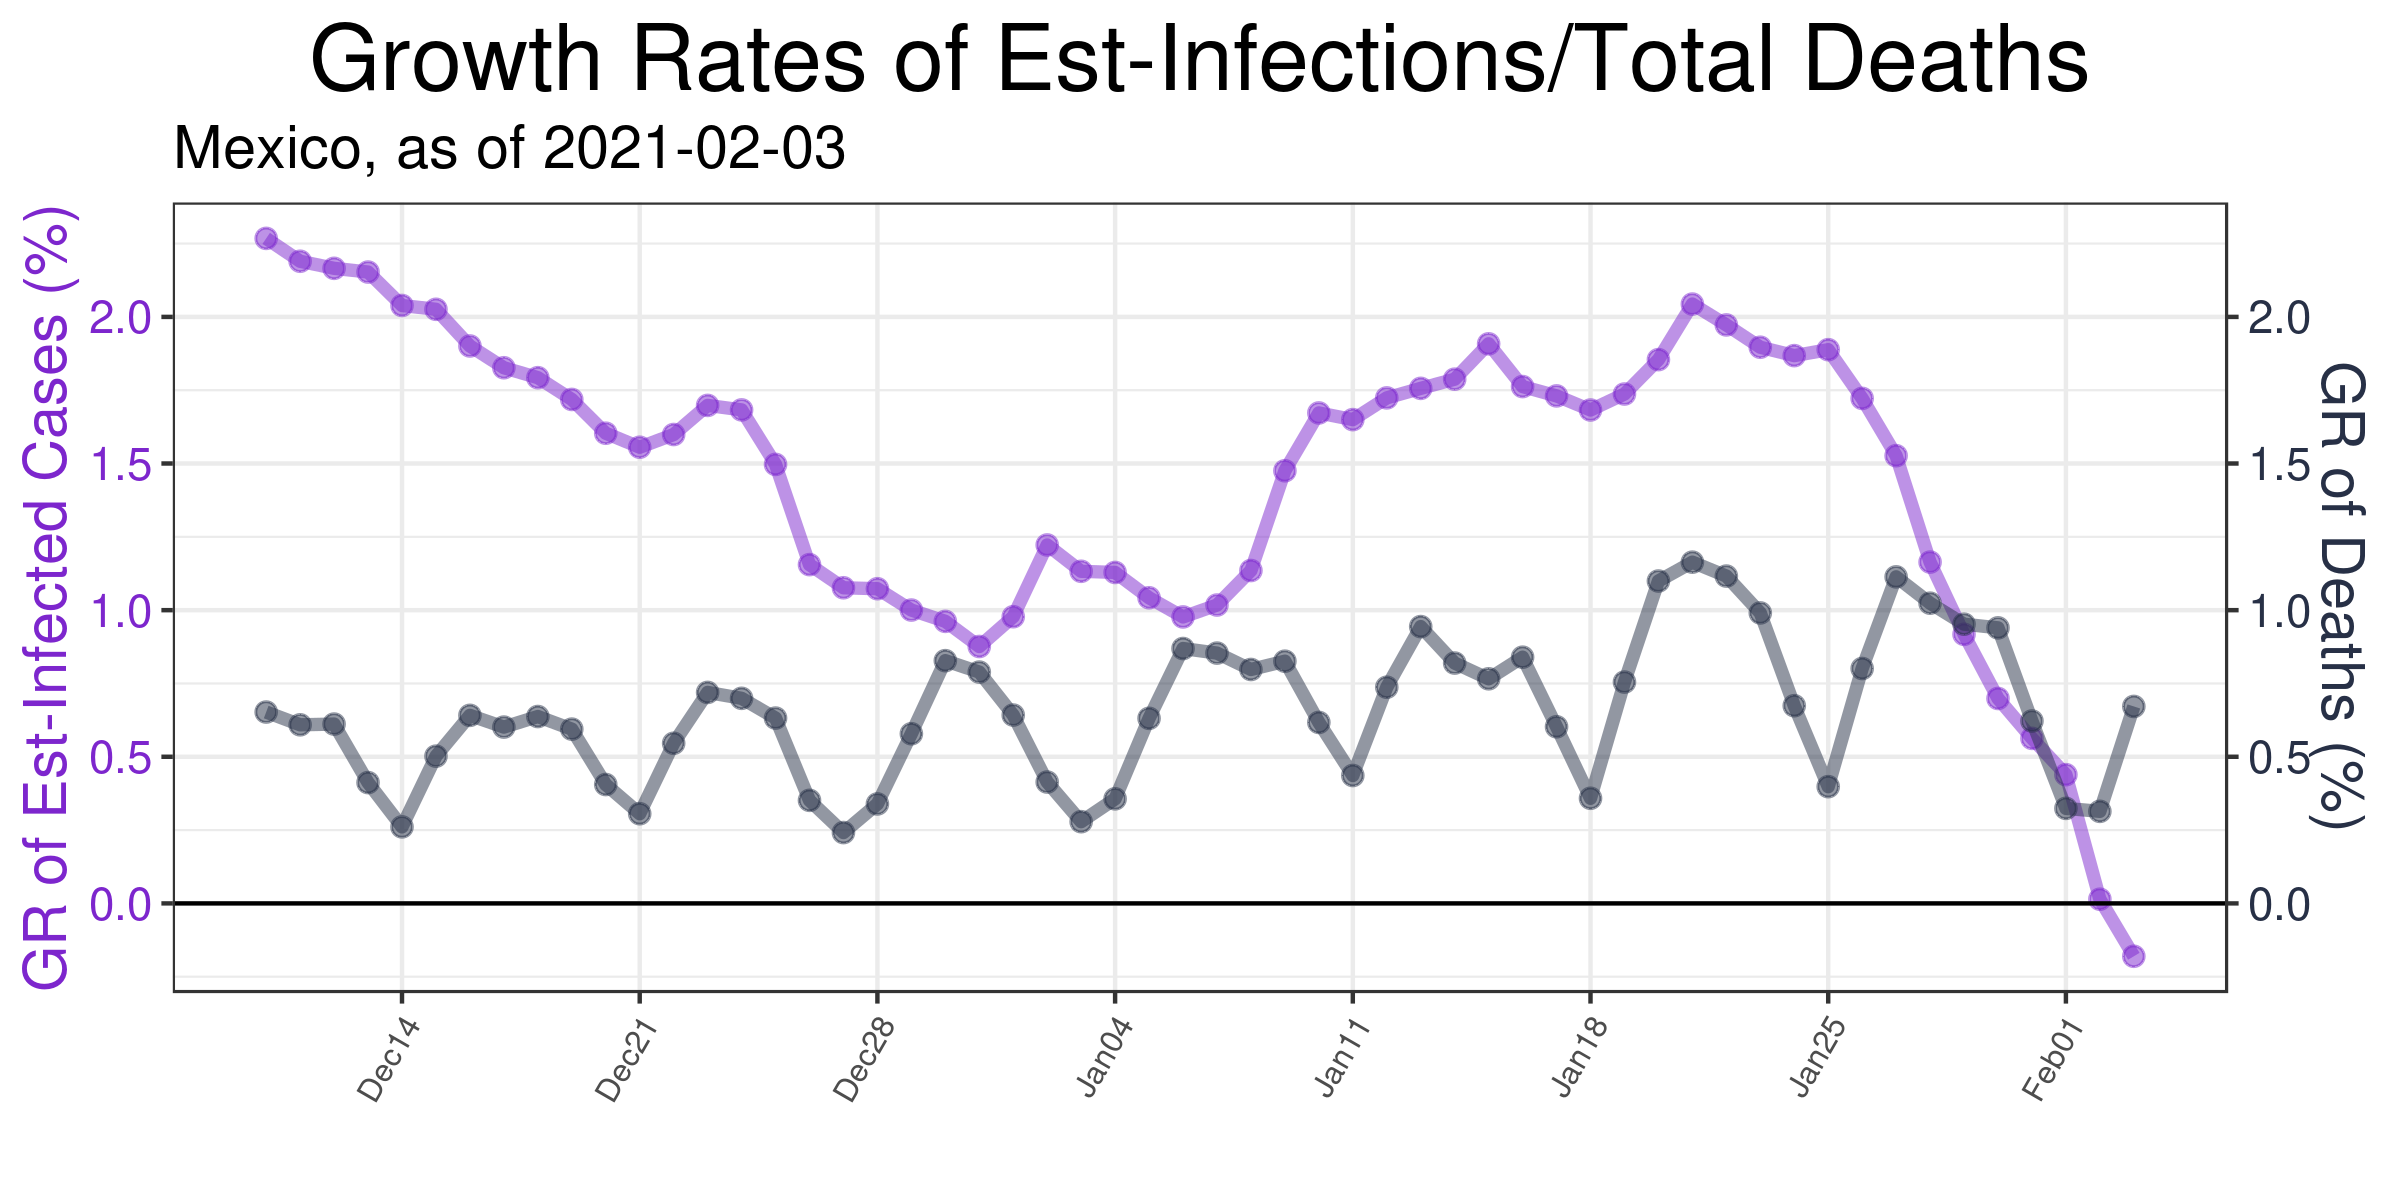 Growth Rates of Est-Infections/Total Deaths
Mexico, as of 2021-02-03
GR of Est-Infected Cases (%)
2.0
1.5
1.0
0.5
0.0
2.0
1.5
1.0
0.5
0.0
GR of Deaths (%)
Dec14
Dec21
Dec28
Jan04
Jan11
Jan18
Jan25
Feb01